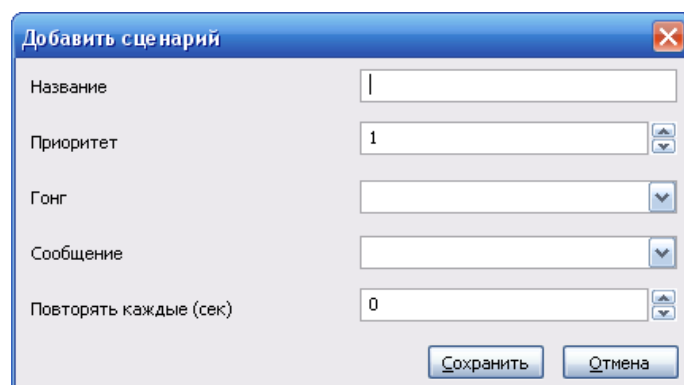 Добавить сценарий
Название
Приоритет 1
Гонг
Сообщение
Повторять каждые (сек) 0
Сохранить Отмена